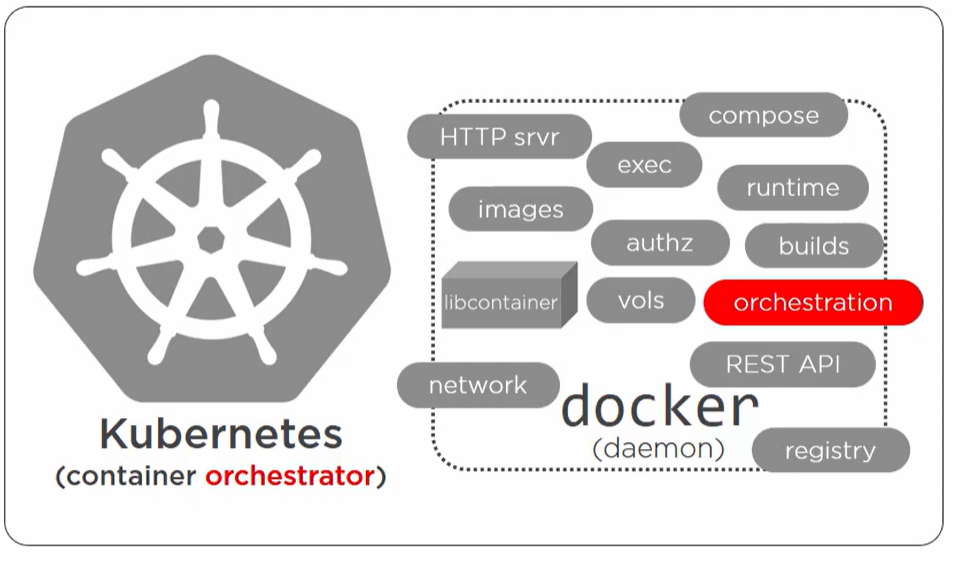 compose
HTTP srvr
exec
runtime
images
authz
builds
libcontainer
vols
orchestration
REST API
network
docker
(daemon)
registry
Kubernetes
(container orchestrator)